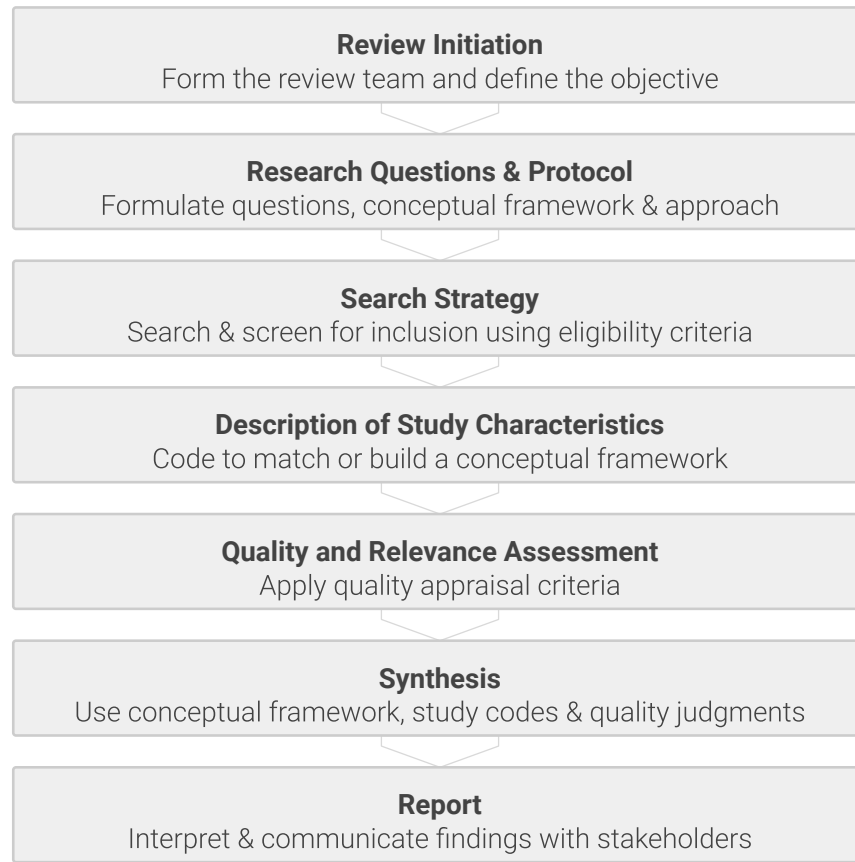 Review Initiation
Form the review team and define the objective
Research Questions & Protocol
Formulate questions, conceptual framework & approach
Search Strategy
Search & screen for inclusion using eligibility criteria
Description of Study Characteristics
Code to match or build a conceptual framework
Quality and Relevance Assessment
Apply quality appraisal criteria
Synthesis
Use conceptual framework, study codes & quality judgments
Report
Interpret & communicate findings with stakeholders